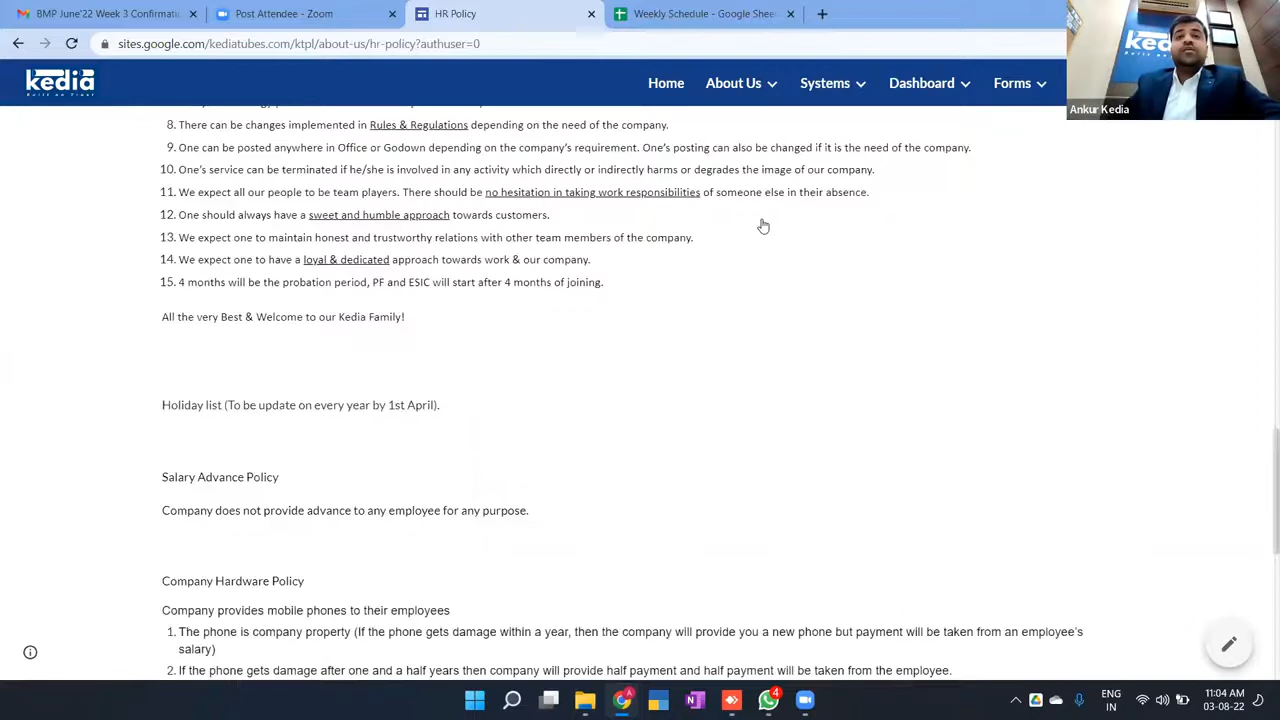 BMP June'22 Week 3 Confirmati
Post Attendee - Zoom
HR Policy
Weekly Schedule - Google Shee
sites.google.com/kediatubes.com/ktpl/about-us/hr-policy?authuser=0
kedia
Built on Trust
Home
About Us
Systems
Dashboard
Forms
Ankur Kedia
8. There can be changes implemented in Rules & Regulations depending on the need of the company.
9. One can be posted anywhere in Office or Godown depending on the company's requirement. One's posting can also be changed if it is the need of the company.
10. One's service can be terminated if he/she is involved in any activity which directly or indirectly harms or degrades the image of our company.
11. We expect all our people to be team players. There should be no hesitation in taking work responsibilities of someone else in their absence.
12. One should always have a sweet and humble approach towards customers.
13. We expect one to maintain honest and trustworthy relations with other team members of the company.
14. We expect one to have a loyal & dedicated approach towards work & our company.
15. 4 months will be the probation period, PF and ESIC will start after 4 months of joining.
All the very Best & Welcome to our Kedia Family!
Holiday list (To be update on every year by 1st April).
Salary Advance Policy
Company does not provide advance to any employee for any purpose.
Company Hardware Policy
Company provides mobile phones to their employees
1. The phone is company property (If the phone gets damage within a year, then the company will provide you a new phone but payment will be taken from an employee's
salary)
2. If the phone gets damage after one and a half years then company will provide half payment and half payment will be taken from the employee.
A
4
ENG
IN
11:04 AM
03-08-22